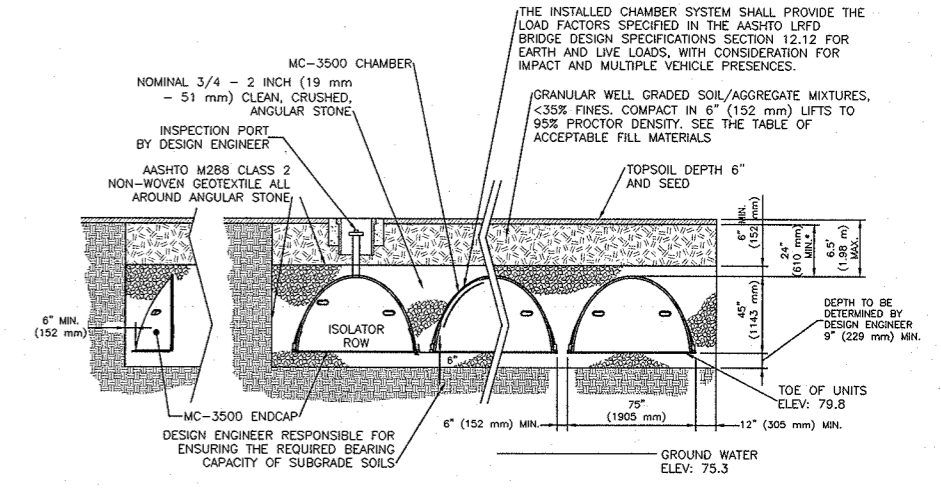 THE INSTALLED CHAMBER SYSTEM SHALL PROVIDE THE
LOAD FACTORS SPECIFIED IN THE AASHTO LRFD
BRIDGE DESIGN SPECIFICATIONS SECTION 12.12 FOR
EARTH AND LIVE LOADS, WITH CONSIDERATION FOR
IMPACT AND MULTIPLE VEHICLE PRESENCES.
MC-3500 CHAMBER
NOMINAL 3/4 - 2 INCH (19 mm
- 51 mm) CLEAN, CRUSHED,
ANGULAR STONE
GRANULAR WELL GRADED SOIL/AGGREGATE MIXTURES,
<35% FINES. COMPACT IN 6" (152 mm) LIFTS TO
95% PROCTOR DENSITY. SEE THE TABLE OF
ACCEPTABLE FILL MATERIALS
INSPECTION PORT
BY DESIGN ENGINEER
AASHTO M288 CLASS 2
NON-WOVEN GEOTEXTILE ALL
AROUND ANGULAR STONE
TOPSOIL DEPTH 6"
AND SEED
6" MIN.
(152 mm)
24"
(610 mm)
MIN.*
6.5'
(1.98 m)
MAX.
45"
(1143 mm)
DEPTH TO BE
DETERMINED BY
DESIGN ENGINEER
9" (229 mm) MIN.
6" MIN.
(152 mm)
ISOLATOR
ROW
6"
TOE OF UNITS
ELEV: 79.8
MC-3500 ENDCAP
75"
(1905 mm)
6" (152 mm) MIN.
12" (305 mm) MIN.
DESIGN ENGINEER RESPONSIBLE FOR
ENSURING THE REQUIRED BEARING
CAPACITY OF SUBGRADE SOILS
GROUND WATER
ELEV: 75.3